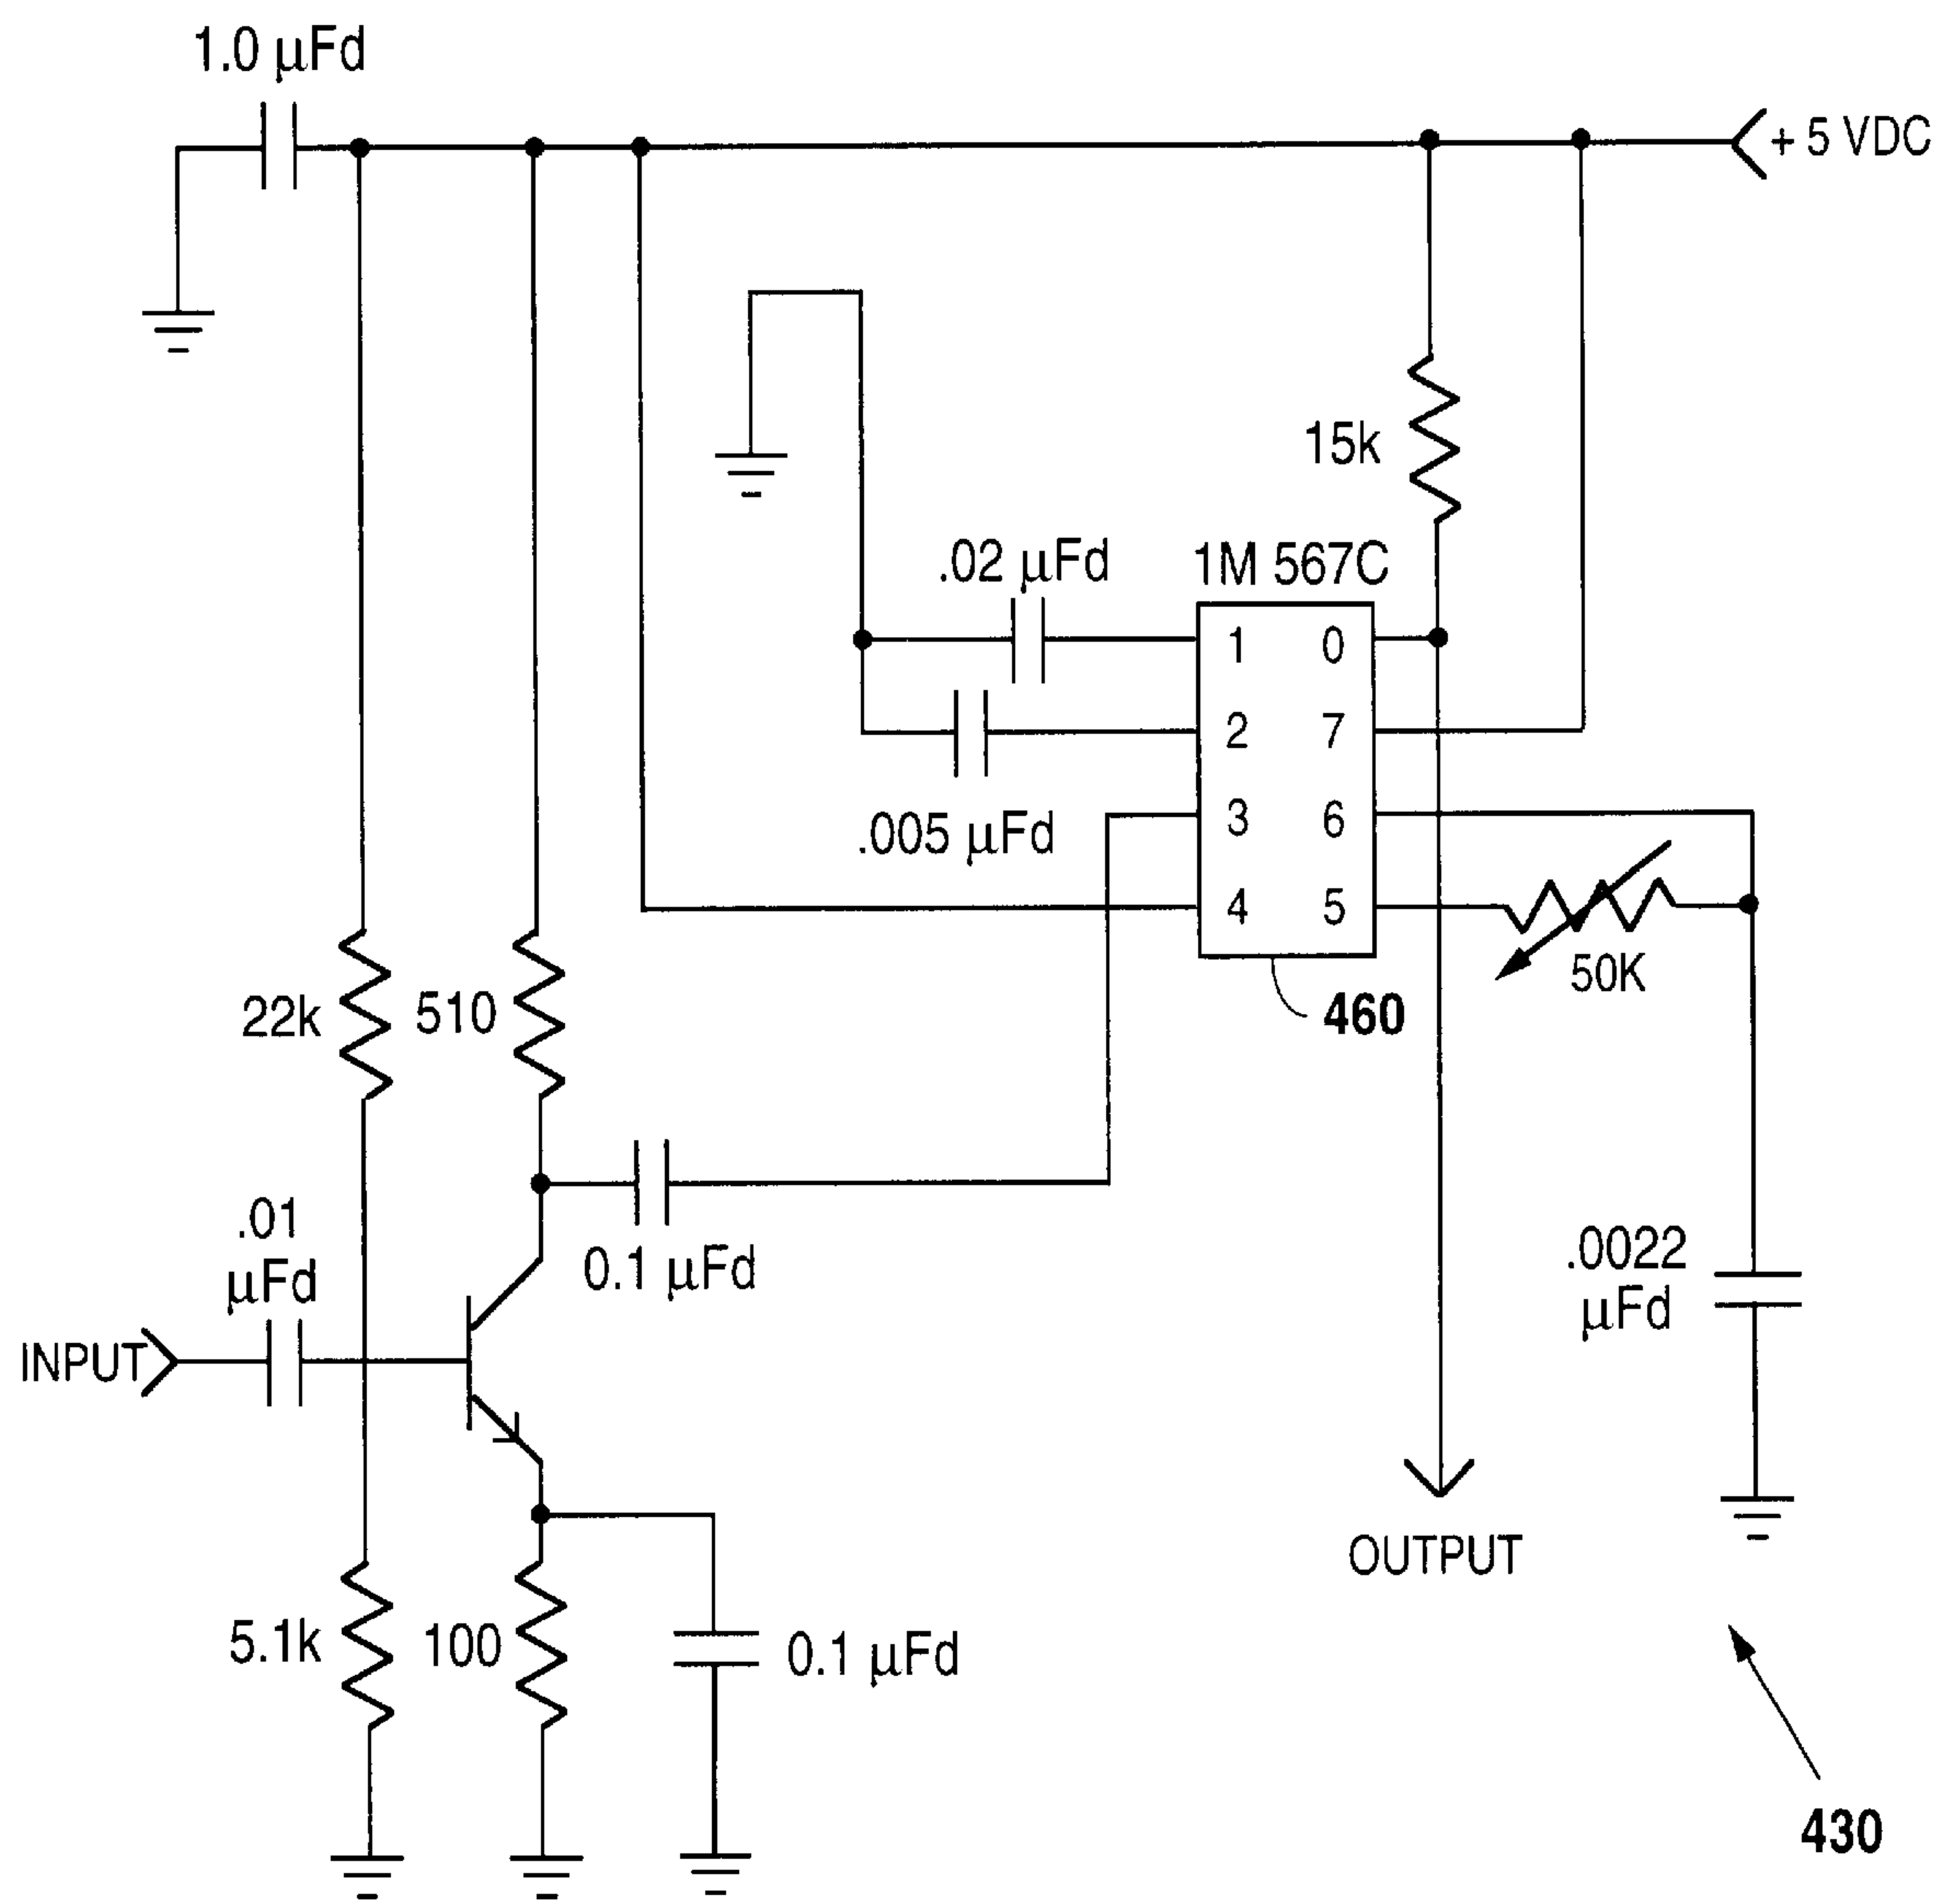 1.0 µFd
+ 5 VDC
15k
.02 µFd
1M 567C
1 0
2 7
.005 µFd
3 6
4 5
50K
460
22k
510
.01
µFd
0.1 µFd
.0022
µFd
INPUT
OUTPUT
5.1k
100
0.1 µFd
430